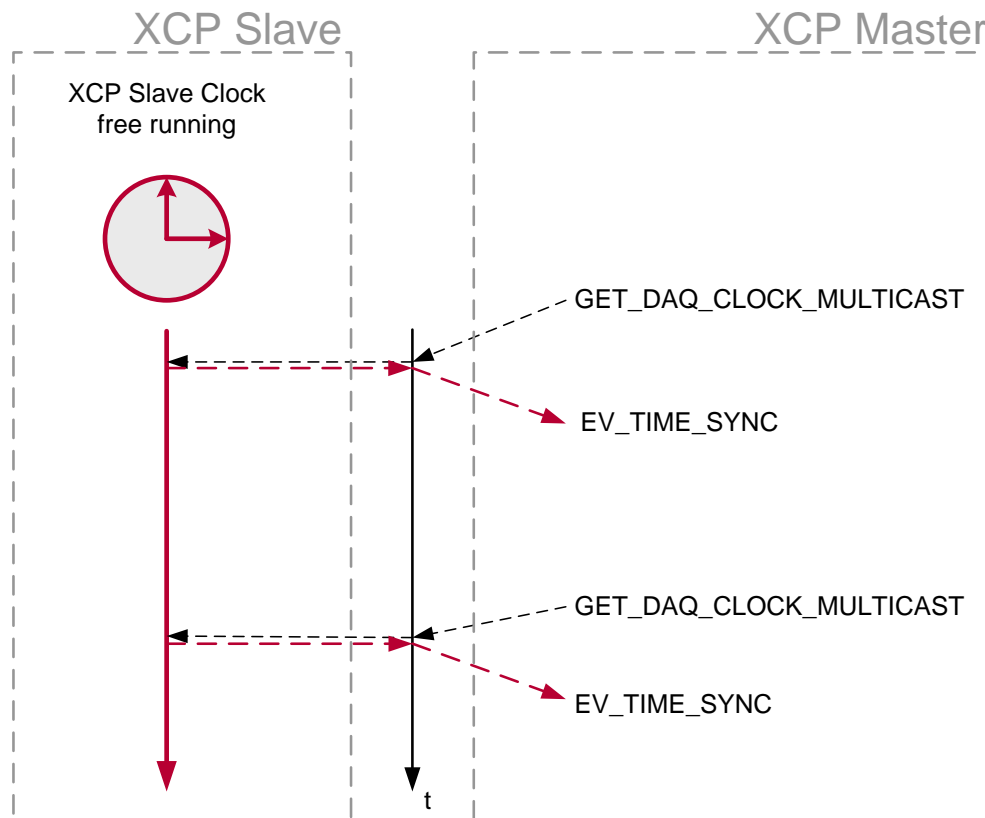 XCP Slave
XCP Master
XCP Slave Clock
free running
GET_DAQ_CLOCK_MULTICAST
EV_TIME_SYNC
GET_DAQ_CLOCK_MULTICAST
EV_TIME_SYNC
t